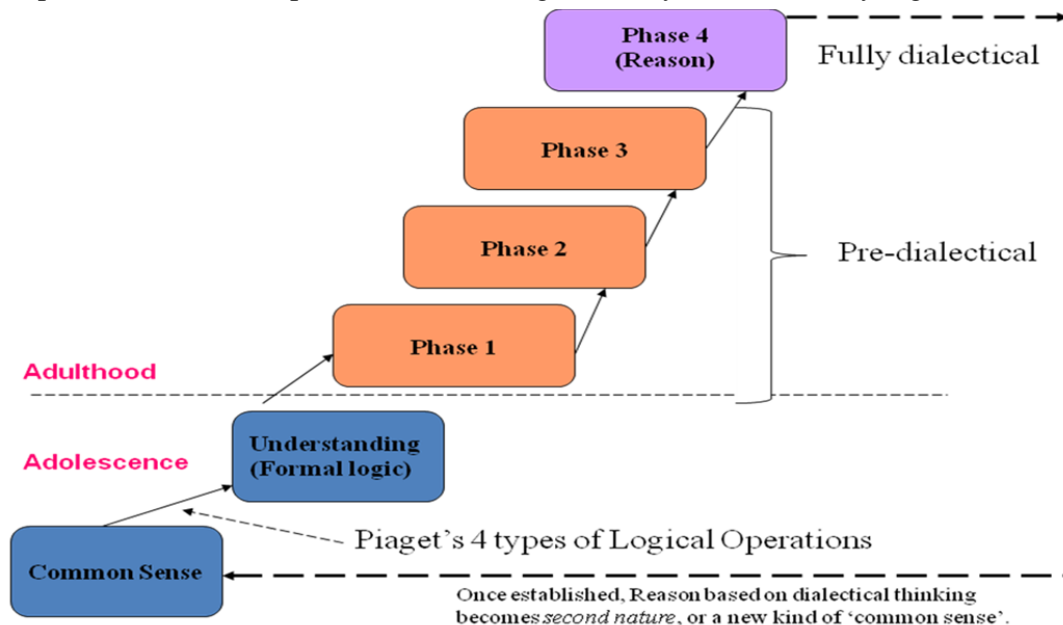 Phase 4
(Reason)
Fully dialectical
Phase 3
Phase 2
Pre-dialectical
Phase 1
Adulthood
Understanding
(Formal logic)
Adolescence
Piaget's 4 types of Logical Operations
Common Sense
Once established, Reason based on dialectical thinking
becomes second nature, or a new kind of 'common sense'.